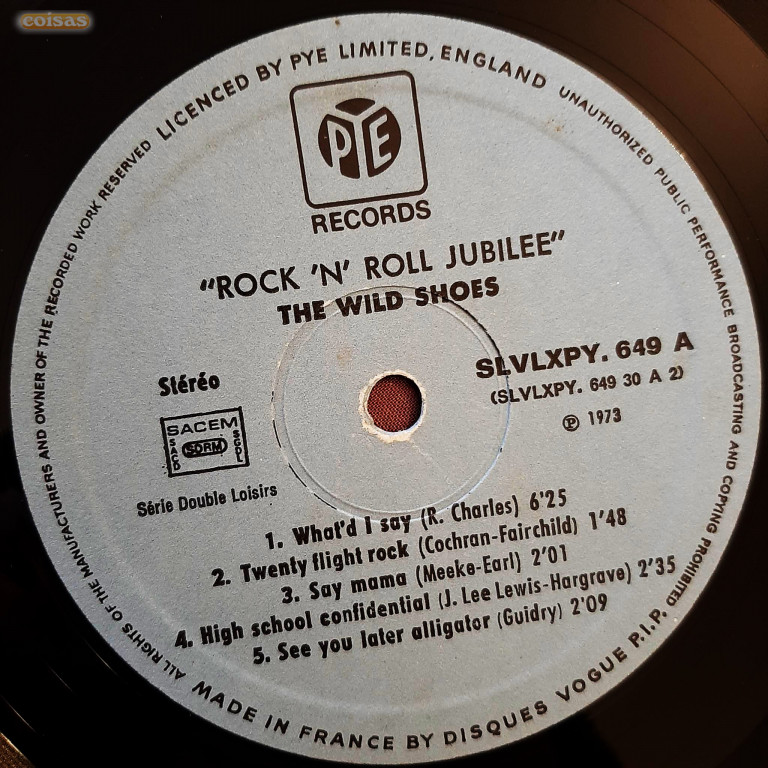 coisas
LICENCED BY PYE LIMITED, ENGLAND
UNAUTHORIZED PUBLIC PERFORMANCE BROADCASTING AND COPYING PROHIBITED
ALL RIGHTS OF THE MANUFACTURERS AND OWNER OF THE RECORDED WORK RESERVED
PYE
RECORDS
"ROCK 'N' ROLL JUBILEE"
THE WILD SHOES
Stéréo
SLVLXPY. 649 A
(SLVLXPY. 649 30 A 2)
℗ 1973
SACEM
SACD
SDRM
SGDL
Série Double Loisirs
1. What'd I say (R. Charles) 6'25
2. Twenty flight rock (Cochran-Fairchild) 1'48
3. Say mama (Meeke-Earl) 2'01
4. High school confidential (J. Lee Lewis-Hargrave) 2'35
5. See you later alligator (Guidry) 2'09
MADE IN FRANCE BY DISQUES VOGUE P.I.P.